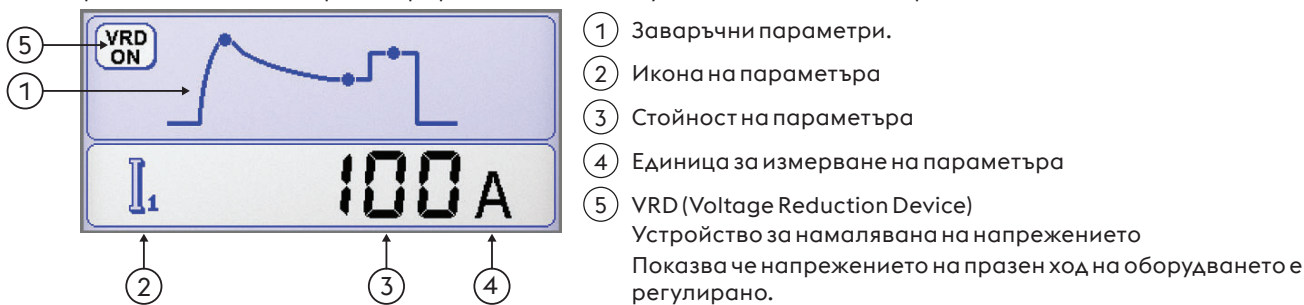 5
VRD
ON
1
I1
100 A
2
3
4
1 Заваръчни параметри.
2 Икона на параметъра
3 Стойност на параметъра
4 Единица за измерване на параметъра
5 VRD (Voltage Reduction Device)
Устройство за намалявана на напрежението
Показва че напрежението на празен ход на оборудването е
регулирано.